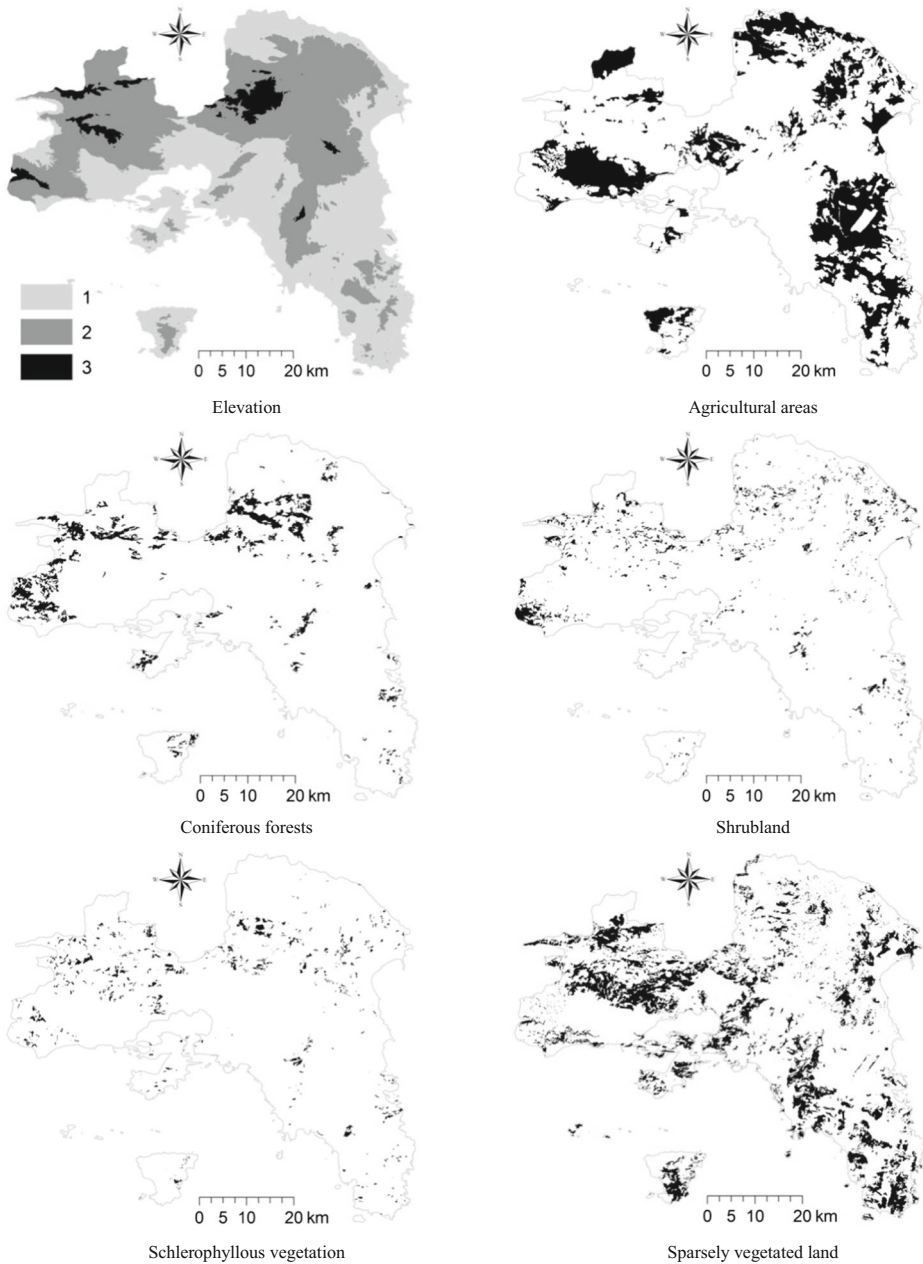 N
W E
S
N
W E
S
1
2
3
0 5 10 20 km
0 5 10 20 km
Elevation
Agricultural areas
N
W E
S
N
W E
S
0 5 10 20 km
0 5 10 20 km
Coniferous forests
Shrubland
N
W E
S
N
W E
S
0 5 10 20 km
0 5 10 20 km
Schlerophyllous vegetation
Sparsely vegetated land